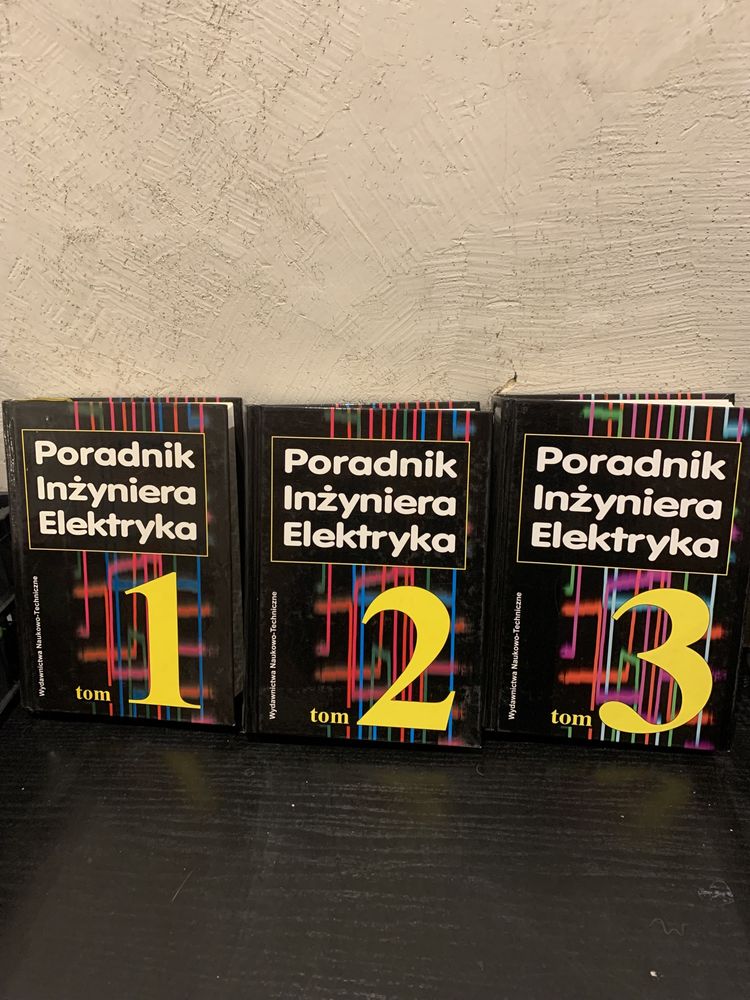 Poradnik
Inżyniera
Elektryka
Wydawnictwa Naukowo-Techniczne
tom 1
Poradnik
Inżyniera
Elektryka
Wydawnictwa Naukowo-Techniczne
tom 2
Poradnik
Inżyniera
Elektryka
Wydawnictwa Naukowo-Techniczne
tom 3